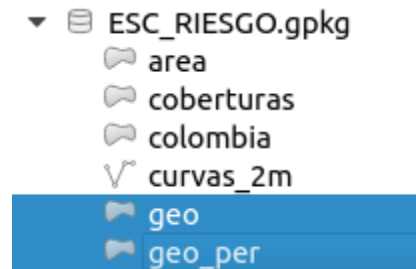 ESC_RIESGO.gpkg
area
coberturas
colombia
curvas_2m
geo
geo_per